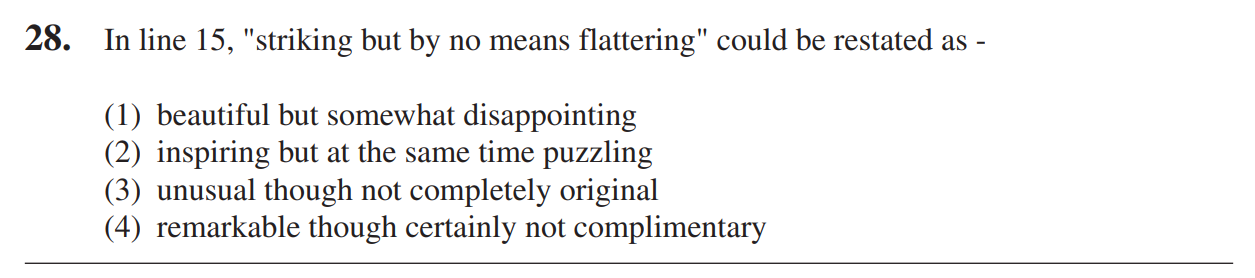 28. In line 15, "striking but by no means flattering" could be restated as -
(1) beautiful but somewhat disappointing
(2) inspiring but at the same time puzzling
(3) unusual though not completely original
(4) remarkable though certainly not complimentary